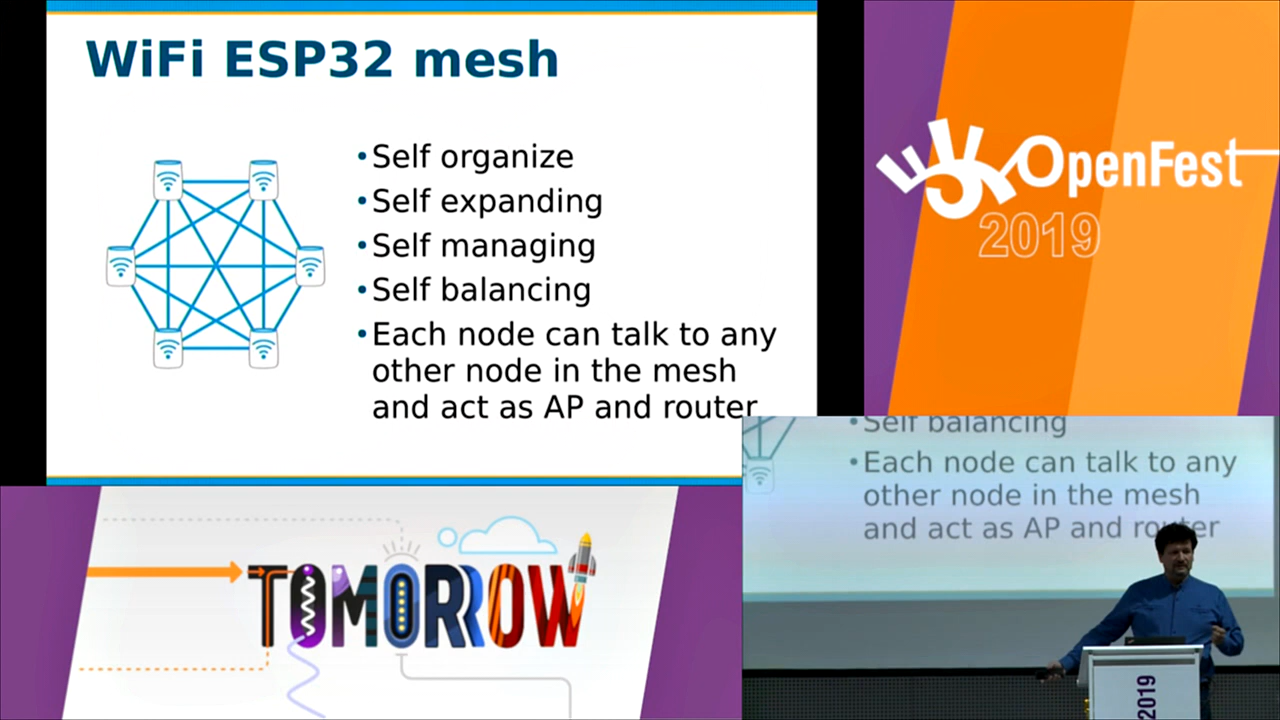 WiFi ESP32 mesh
•Self organize
•Self expanding
•Self managing
•Self balancing
•Each node can talk to any
other node in the mesh
and act as AP and router
OpenFest
2019
•Self balancing
•Each node can talk to any
other node in the mesh
and act as AP and router
TOMORROW
2019